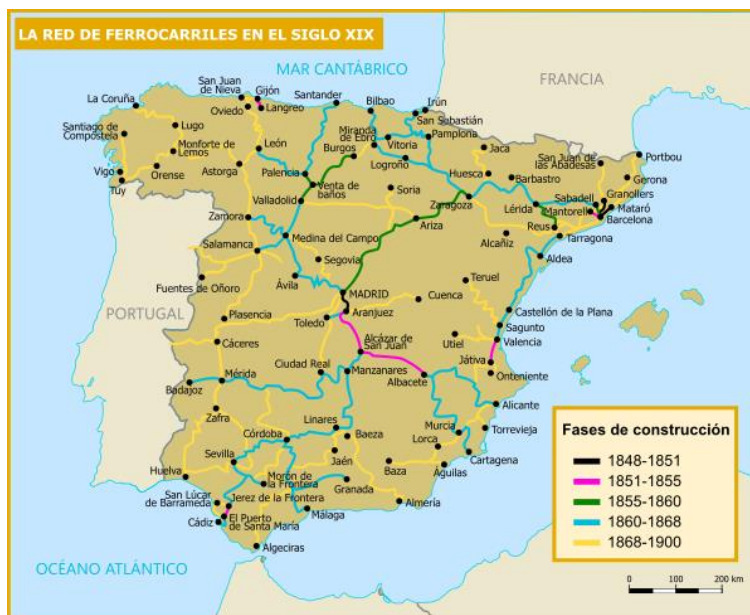 LA RED DE FERROCARRILES EN EL SIGLO XIX
MAR CANTÁBRICO
FRANCIA
PORTUGAL
OCÉANO ATLÁNTICO
La Coruña
Santiago de
Compostela
Lugo
Monforte de
Lemos
Vigo
Tuy
Orense
San Juan
de Nieva
Gijón
Oviedo
Langreo
León
Astorga
Santander
Bilbao
Irún
San Subastián
Miranda
de Ebro
Vitoria
Pamplona
Burgos
Logroño
Palencia
Venta de
baños
Valladolid
Soria
Jaca
Huesca
Barbastro
San Juan de
las Abadesas
Portbou
Gerona
Granollers
Sabadell
Mantorell
Mataró
Barcelona
Lérida
Reus
Tarragona
Zaragoza
Ariza
Alcañiz
Zamora
Medina del Campo
Salamanca
Segovia
Ávila
Fuentes de Oñoro
MADRID
Aranjuez
Toledo
Cuenca
Teruel
Aldea
Castellón de la Plana
Sagunto
Valencia
Utiel
Játiva
Onteniente
Plasencia
Cáceres
Alcázar de
San Juan
Ciudad Real
Manzanares
Albacete
Badajoz
Mérida
Zafra
Alicante
Torrevieja
Murcia
Lorca
Cartagena
Águilas
Linares
Baeza
Jaén
Baza
Córdoba
Sevilla
Huelva
Morón de
la Frontera
Granada
San Lúcar
de Barrameda
Jerez de la Frontera
Cádiz
El Puerto
de Santa María
Málaga
Almería
Algeciras
Fases de construcción
1848-1851
1851-1855
1855-1860
1860-1868
1868-1900
0 100 200 km